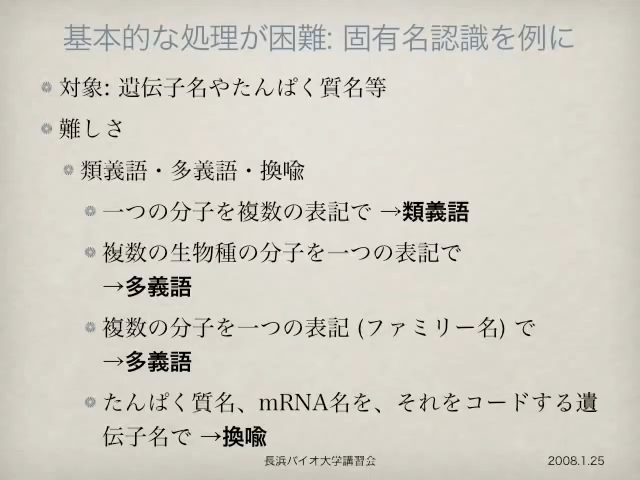 基本的な処理が困難: 固有名認識を例に
対象: 遺伝子名やたんぱく質名等
難しさ
類義語・多義語・換喩
一つの分子を複数の表記で →類義語
複数の生物種の分子を一つの表記で
→多義語
複数の分子を一つの表記 (ファミリー名) で
→多義語
たんぱく質名、mRNA名を、それをコードする遺
伝子名で →換喩
長浜バイオ大学講習会
2008.1.25